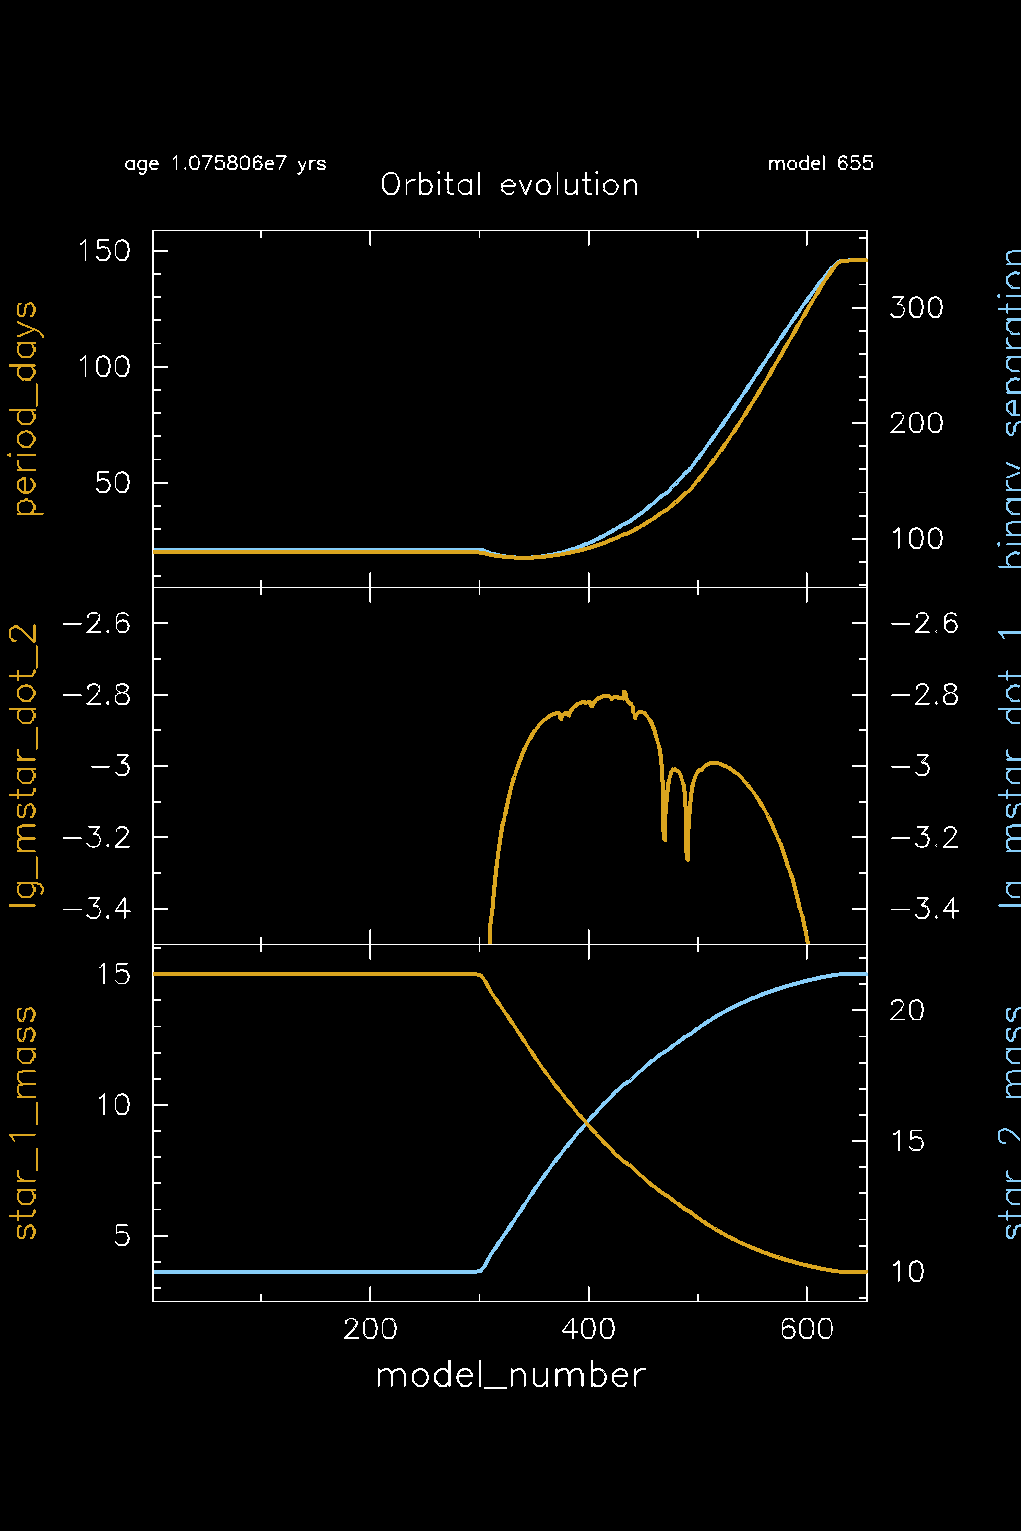 age 1.075806e7 yrs
model 655
Orbital evolution
period_days
150
100
50
300
200
100
binary_separation
lg_mstar_dot_2
-2.6
-2.8
-3
-3.2
-3.4
-2.6
-2.8
-3
-3.2
-3.4
lg_mstar_dot_1
star_1_mass
15
10
5
20
15
10
star_2_mass
200 400 600
model_number